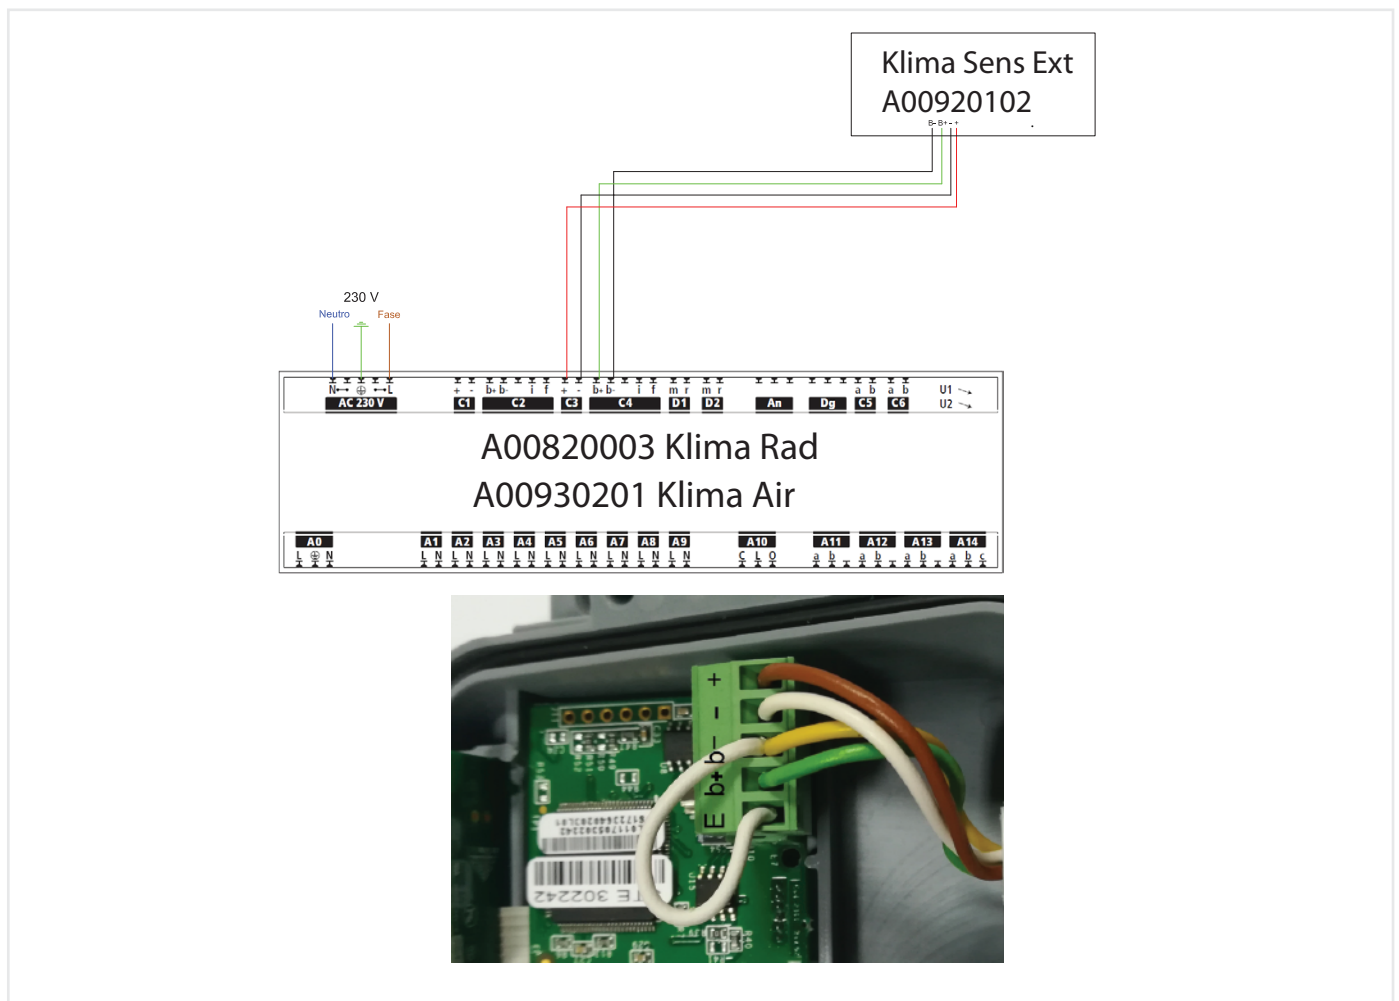 Klima Sens Ext
A00920102
B- B+ - +
230 V
Neutro Fase
N L + - b+ b- i f + - b+ b- i f m r m r a b a b U1
AC 230 V C1 C2 C3 C4 D1 D2 An Dg C5 C6 U2
A00820003 Klima Rad
A00930201 Klima Air
A0 A1 A2 A3 A4 A5 A6 A7 A8 A9 A10 A11 A12 A13 A14
L N L N L N L N L N L N L N L N L N L N C L O a b a b a b a b c
+
-
b-
b+
E
TE 302242